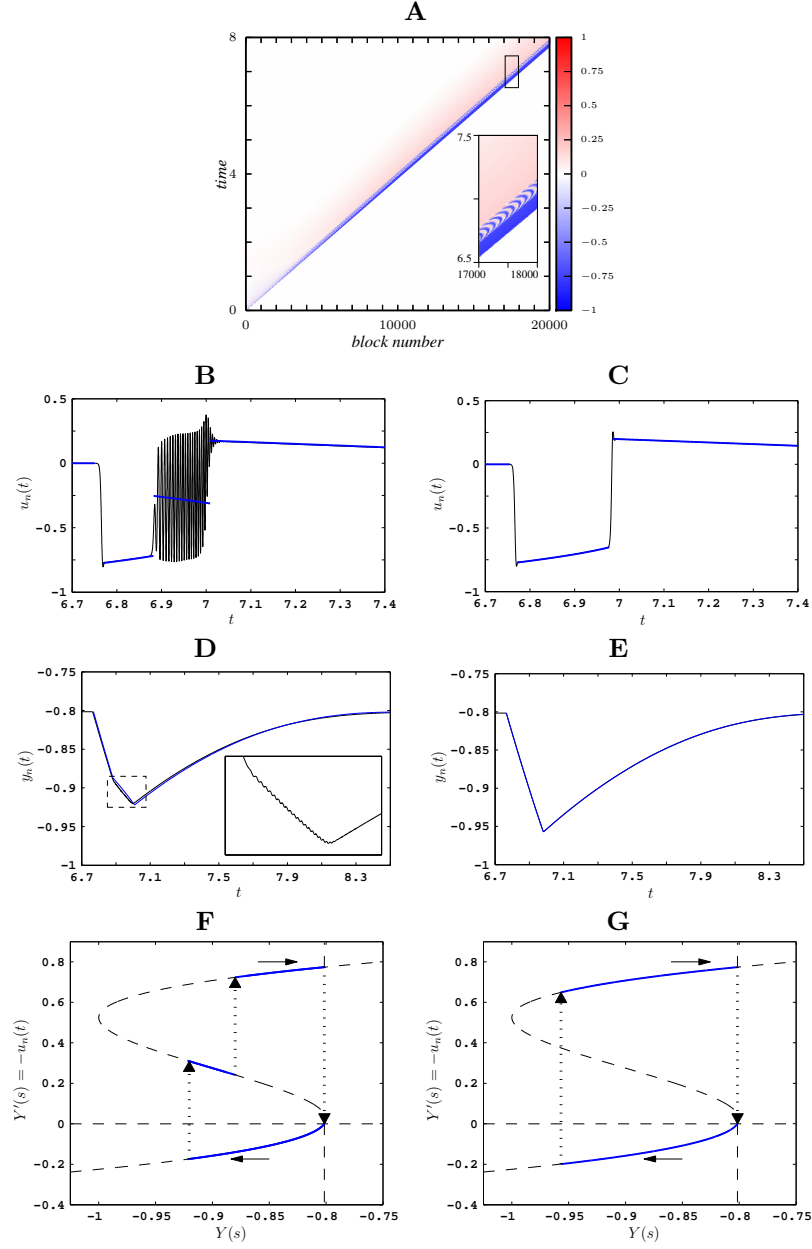 A
8
4
0
time
0
10000
20000
block number
7.5
6.5
17000
18000
1
0.75
0.5
0.25
0
−0.25
−0.5
−0.75
−1
B
0.5
0
−0.5
−1
u_n(t)
6.7 6.8 6.9 7 7.1 7.2 7.3 7.4
t
C
0.5
0
−0.5
−1
u_n(t)
6.7 6.8 6.9 7 7.1 7.2 7.3 7.4
t
D
−0.75
−0.8
−0.85
−0.9
−0.95
−1
y_n(t)
6.7 7.1 7.5 7.9 8.3
t
E
−0.75
−0.8
−0.85
−0.9
−0.95
−1
y_n(t)
6.7 7.1 7.5 7.9 8.3
t
F
0.8
0.6
0.4
0.2
0
−0.2
−0.4
Y'(s) = −u_n(t)
−1 −0.95 −0.9 −0.85 −0.8 −0.75
Y(s)
G
0.8
0.6
0.4
0.2
0
−0.2
−0.4
Y'(s) = −u_n(t)
−1 −0.95 −0.9 −0.85 −0.8 −0.75
Y(s)